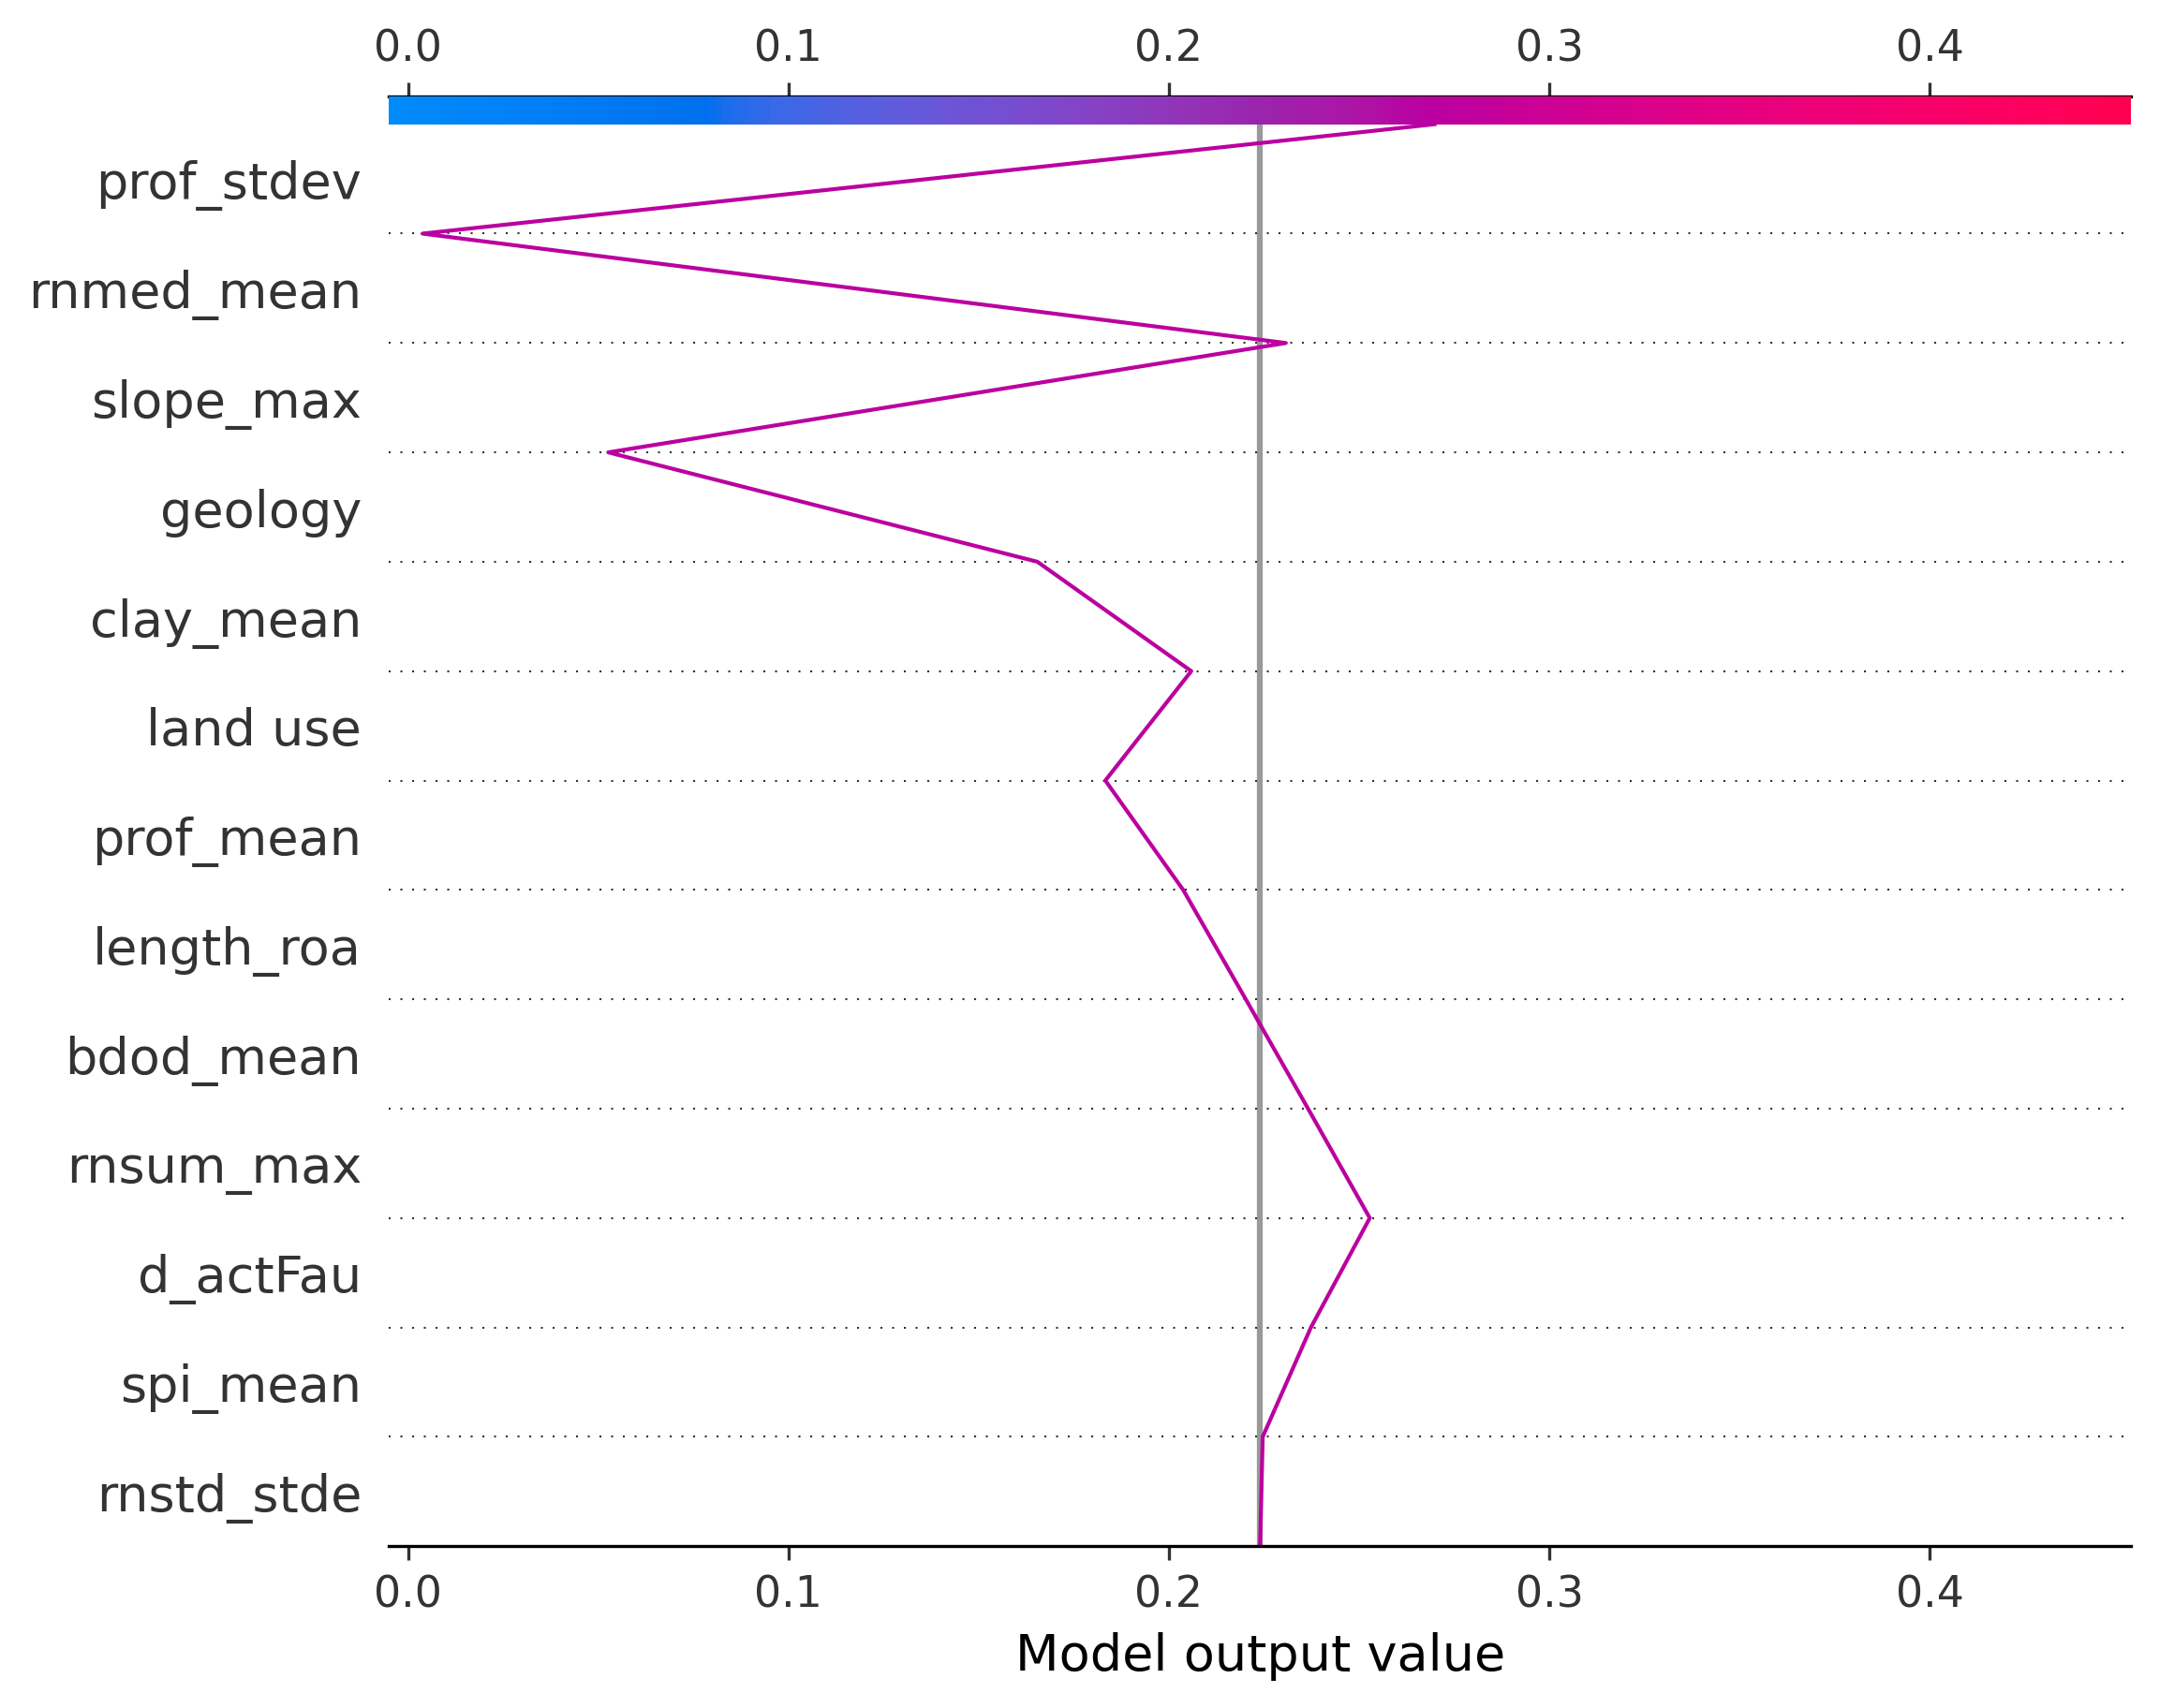 0.0 0.1 0.2 0.3 0.4
prof_stdev
rnmed_mean
slope_max
geology
clay_mean
land use
prof_mean
length_roa
bdod_mean
rnsum_max
d_actFau
spi_mean
rnstd_stde
0.0 0.1 0.2 0.3 0.4
Model output value